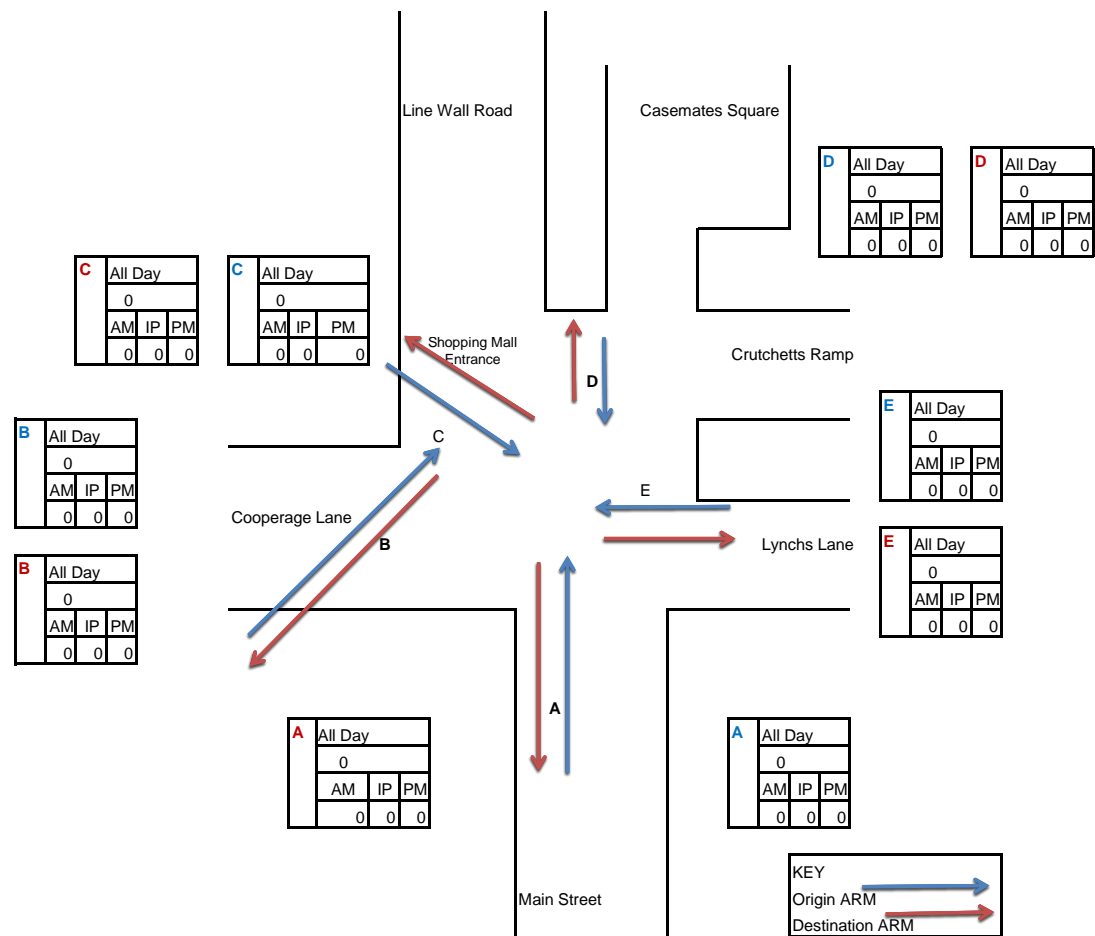 Line Wall Road
Casemates Square
D All Day
0
AM IP PM
0 0 0
D All Day
0
AM IP PM
0 0 0
C All Day
0
AM IP PM
0 0 0
C All Day
0
AM IP PM
0 0 0
Shopping Mall
Entrance
D
Crutchetts Ramp
B All Day
0
AM IP PM
0 0 0
C
E
E All Day
0
AM IP PM
0 0 0
Cooperage Lane
B
Lynchs Lane
B All Day
0
AM IP PM
0 0 0
E All Day
0
AM IP PM
0 0 0
A
A All Day
0
AM IP PM
0 0 0
A All Day
0
AM IP PM
0 0 0
Main Street
KEY
Origin ARM
Destination ARM